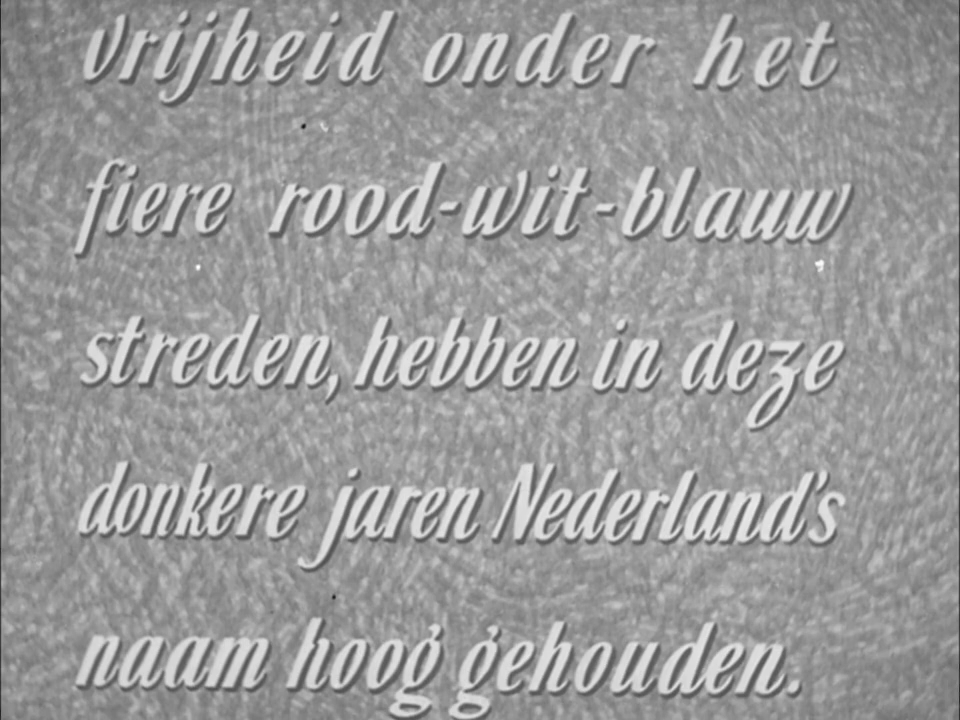 vrijheid onder het
fiere rood-wit-blauw
streden, hebben in deze
donkere jaren Nederland's
naam hoog gehouden.